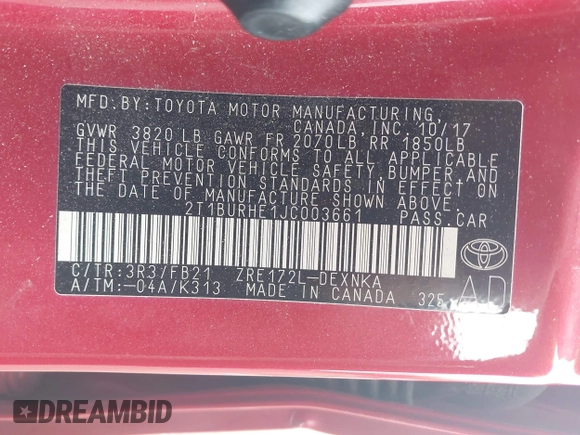 MFD. BY: TOYOTA MOTOR MANUFACTURING,
CANADA, INC. 10/17
GVWR 3820 LB GAWR FR 2070LB RR 1850LB
THIS VEHICLE CONFORMS TO ALL APPLICABLE
FEDERAL MOTOR VEHICLE SAFETY, BUMPER, AND
THEFT PREVENTION STANDARDS IN EFFECT ON
THE DATE OF MANUFACTURE SHOWN ABOVE.
2T1BURHE1JC003661 PASS. CAR
C/TR: 3R3/FB21 ZRE172L-DEXNKA
A/TM: -04A/K313 MADE IN CANADA 325
TOYOTA
AP
DREAMBID